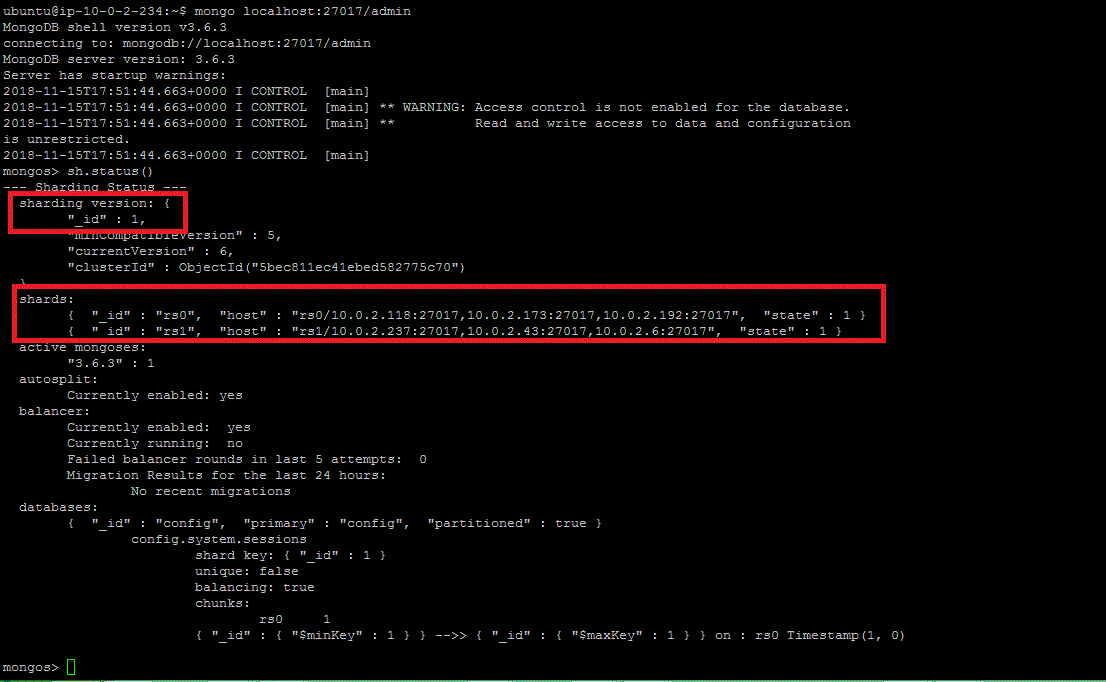 ubuntu@ip-10-0-2-234:~$ mongo localhost:27017/admin
MongoDB shell version v3.6.3
connecting to: mongodb://localhost:27017/admin
MongoDB server version: 3.6.3
Server has startup warnings:
2018-11-15T17:51:44.663+0000 I CONTROL  [main]
2018-11-15T17:51:44.663+0000 I CONTROL  [main] ** WARNING: Access control is not enabled for the database.
2018-11-15T17:51:44.663+0000 I CONTROL  [main] **          Read and write access to data and configuration
is unrestricted.
2018-11-15T17:51:44.663+0000 I CONTROL  [main]
mongos> sh.status()
--- Sharding Status ---
  sharding version: {
        "_id" : 1,
        "minCompatibleVersion" : 5,
        "currentVersion" : 6,
        "clusterId" : ObjectId("5bec811ec41ebed582775c70")
  }
  shards:
        {  "_id" : "rs0",  "host" : "rs0/10.0.2.118:27017,10.0.2.173:27017,10.0.2.192:27017",  "state" : 1 }
        {  "_id" : "rs1",  "host" : "rs1/10.0.2.237:27017,10.0.2.43:27017,10.0.2.6:27017",  "state" : 1 }
  active mongoses:
        "3.6.3" : 1
  autosplit:
        Currently enabled: yes
  balancer:
        Currently enabled:  yes
        Currently running:  no
        Failed balancer rounds in last 5 attempts:  0
        Migration Results for the last 24 hours:
                No recent migrations
  databases:
        {  "_id" : "config",  "primary" : "config",  "partitioned" : true }
                config.system.sessions
                        shard key: { "_id" : 1 }
                        unique: false
                        balancing: true
                        chunks:
                                rs0     1
                        { "_id" : { "$minKey" : 1 } } -->> { "_id" : { "$maxKey" : 1 } } on : rs0 Timestamp(1, 0)
mongos>